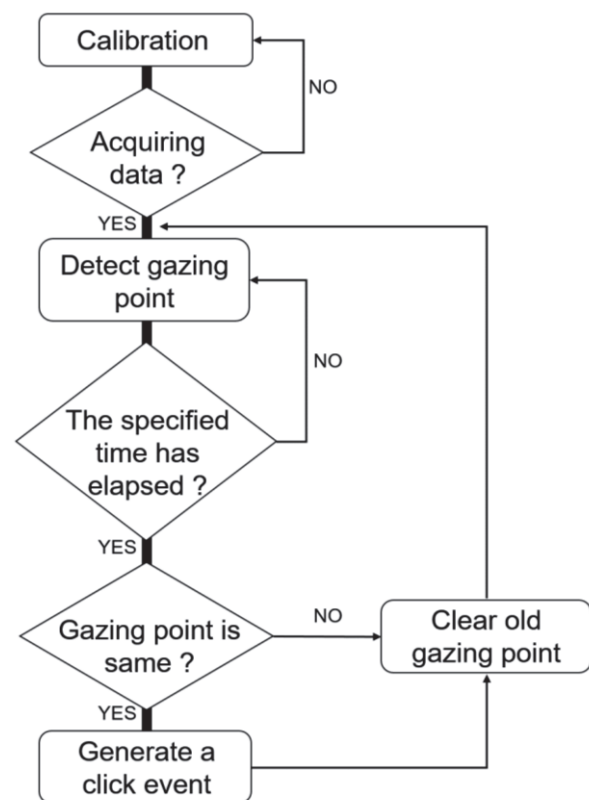 Calibration
NO
Acquiring
data ?
YES
Detect gazing
point
NO
The specified
time has
elapsed ?
YES
NO
Gazing point is
same ?
Clear old
gazing point
YES
Generate a
click event